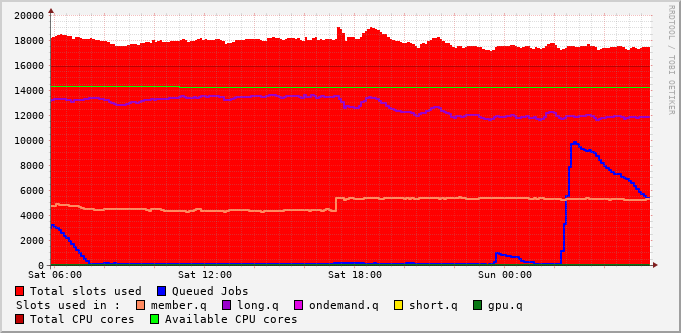 20000
18000
16000
14000
12000
10000
8000
6000
4000
2000
0
Sat 06:00 Sat 12:00 Sat 18:00 Sun 00:00
Total slots used Queued Jobs
Slots used in : member.q long.q ondemand.q short.q gpu.q
Total CPU cores Available CPU cores
RRDTOOL / TOBI OETIKER